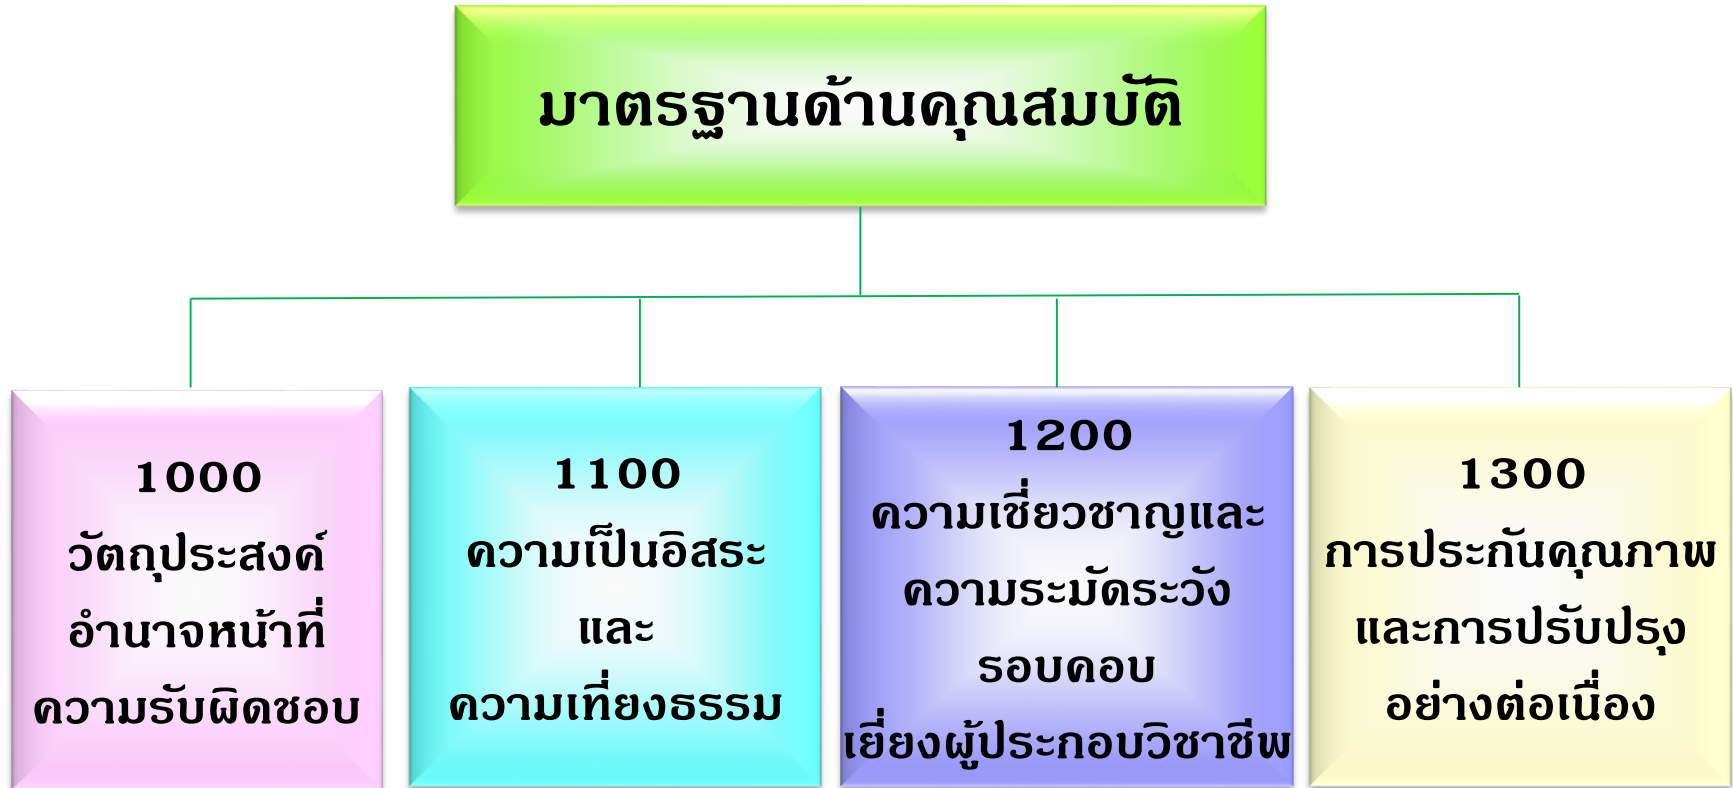 มาตรฐานด้านคุณสมบัติ
1000
วัตถุประสงค์
อำนาจหน้าที่
ความรับผิดชอบ
1100
ความเป็นอิสระ
และ
ความเที่ยงธรรม
1200
ความเชี่ยวชาญและ
ความระมัดระวัง
รอบคอบ
เยี่ยงผู้ประกอบวิชาชีพ
1300
การประกันคุณภาพ
และการปรับปรุง
อย่างต่อเนื่อง